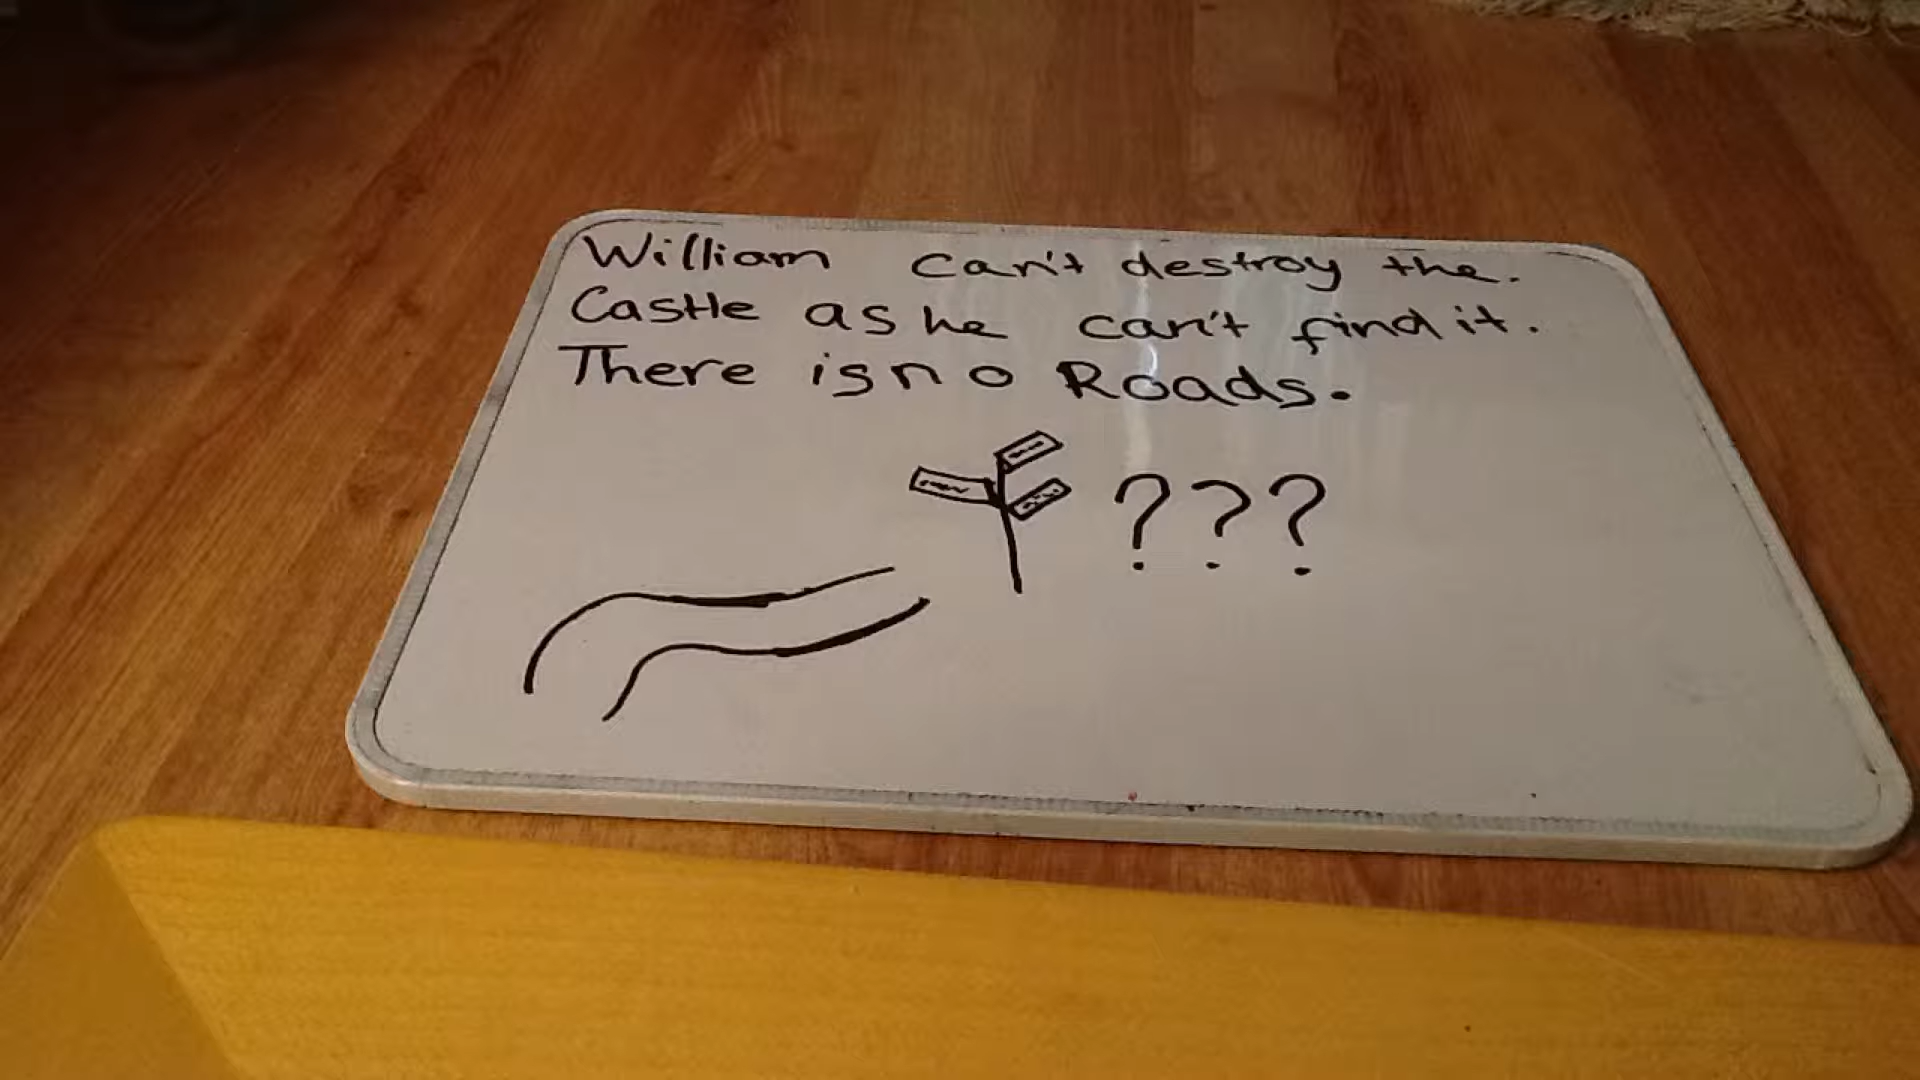 William can't destroy the.
Castle as he can't find it.
There is no Roads.
???